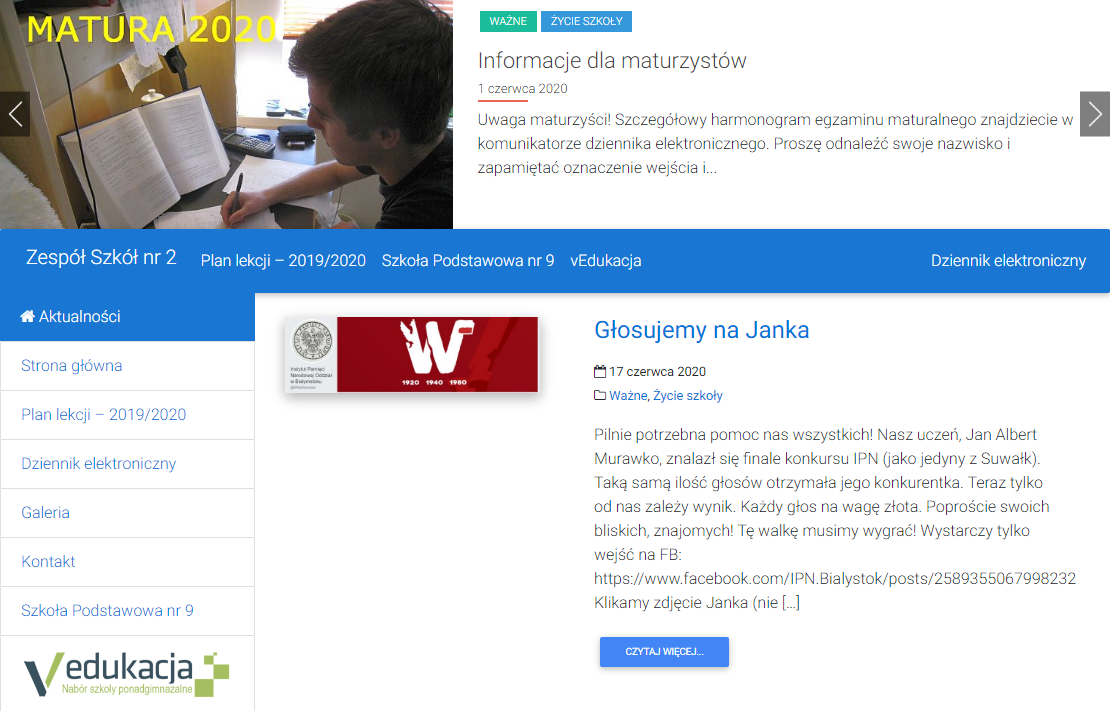 MATURA 2020
WAŻNE ŻYCIE SZKOŁY
Informacje dla maturzystów
1 czerwca 2020
Uwaga maturzyści! Szczegółowy harmonogram egzaminu maturalnego znajdziecie w
komunikatorze dziennika elektronicznego. Proszę odnaleźć swoje nazwisko i
zapamiętać oznaczenie wejścia i...
Zespół Szkół nr 2 Plan lekcji – 2019/2020 Szkoła Podstawowa nr 9 vEdukacja Dziennik elektroniczny
Aktualności
Strona główna
Plan lekcji – 2019/2020
Dziennik elektroniczny
Galeria
Kontakt
Szkoła Podstawowa nr 9
Vedukacja
Nabór szkoły ponadgimnazalne
Instytut Pamięci
Narodowej Oddział
w Białymstoku
W
1920 1940 1980
Głosujemy na Janka
17 czerwca 2020
Ważne, Życie szkoły
Pilnie potrzebna pomoc nas wszystkich! Nasz uczeń, Jan Albert
Murawko, znalazł się finale konkursu IPN (jako jedyny z Suwałk).
Taką samą ilość głosów otrzymała jego konkurentka. Teraz tylko
od nas zależy wynik. Każdy głos na wagę złota. Poproście swoich
bliskich, znajomych! Tę walkę musimy wygrać! Wystarczy tylko
wejść na FB:
https://www.facebook.com/IPN.Bialystok/posts/2589355067998232
Klikamy zdjęcie Janka (nie [...]
CZYTAJ WIĘCEJ...